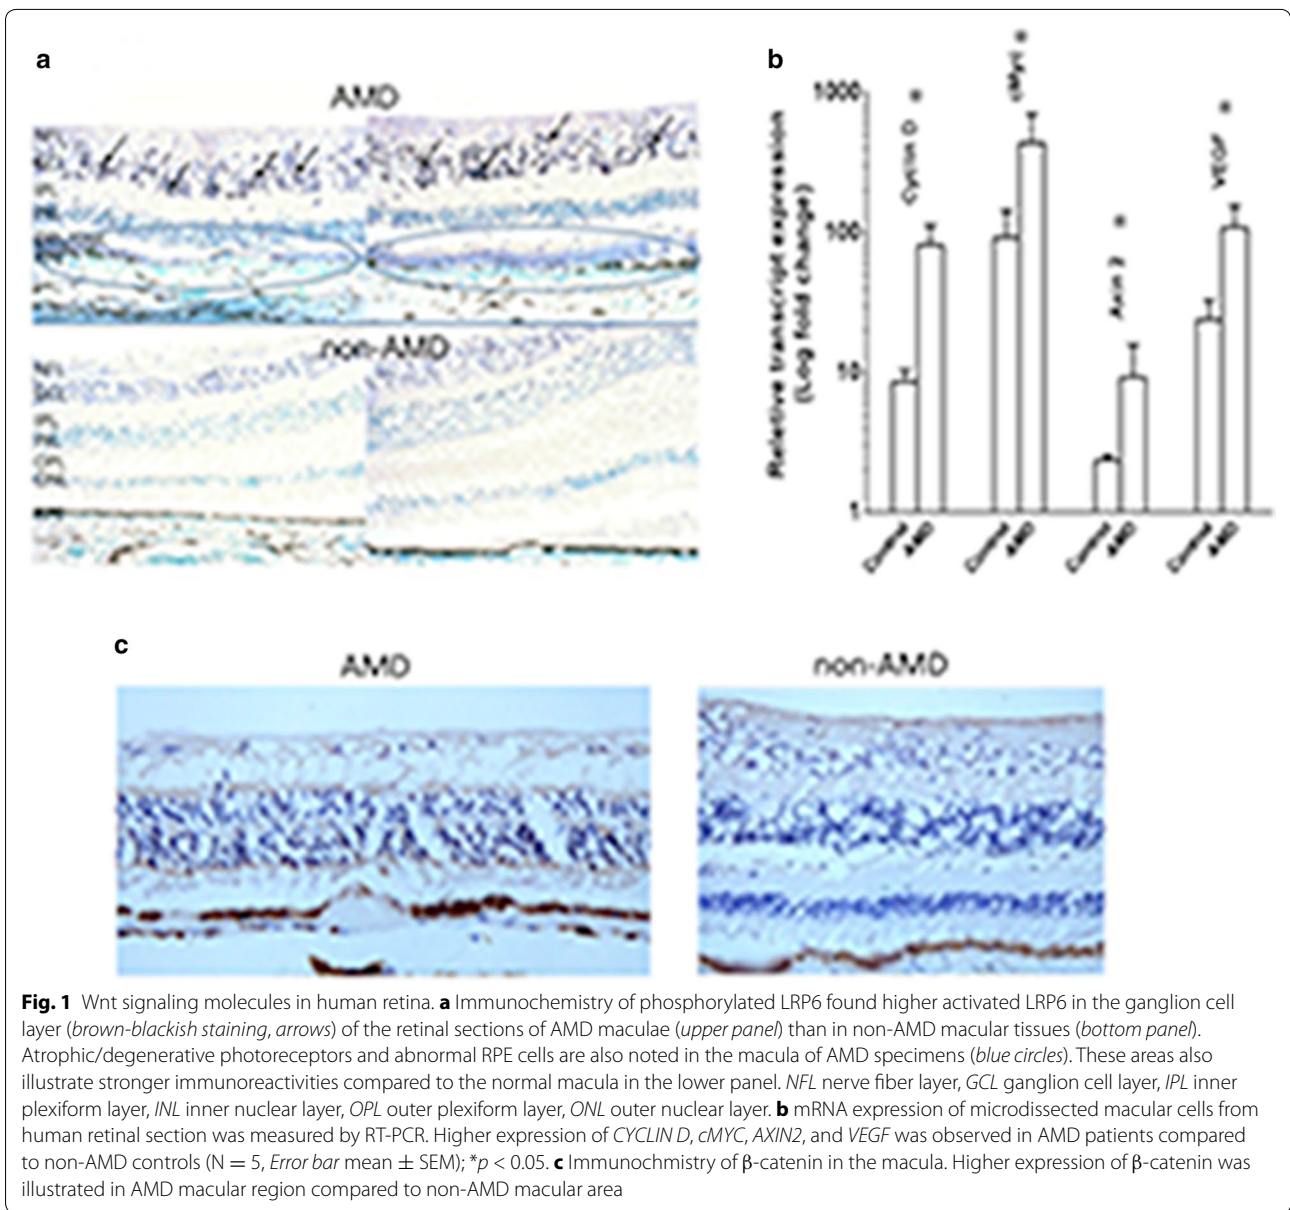 a
AMD
non-AMD
b
Reletive transcript expression
(Log fold change)
1000
100
10
1
Cyclin D *
cMyc *
Axin 2 *
VEGF *
Control
AMD
Control
AMD
Control
AMD
Control
AMD
c
AMD
non-AMD
Fig. 1 Wnt signaling molecules in human retina. a Immunochemistry of phosphorylated LRP6 found higher activated LRP6 in the ganglion cell
layer (brown-blackish staining, arrows) of the retinal sections of AMD maculae (upper panel) than in non-AMD macular tissues (bottom panel).
Atrophic/degenerative photoreceptors and abnormal RPE cells are also noted in the macula of AMD specimens (blue circles). These areas also
illustrate stronger immunoreactivities compared to the normal macula in the lower panel. NFL nerve fiber layer, GCL ganglion cell layer, IPL inner
plexiform layer, INL inner nuclear layer, OPL outer plexiform layer, ONL outer nuclear layer. b mRNA expression of microdissected macular cells from
human retinal section was measured by RT-PCR. Higher expression of CYCLIN D, cMYC, AXIN2, and VEGF was observed in AMD patients compared
to non-AMD controls (N = 5, Error bar mean ± SEM); *p < 0.05. c Immunochmistry of β-catenin in the macula. Higher expression of β-catenin was
illustrated in AMD macular region compared to non-AMD macular area